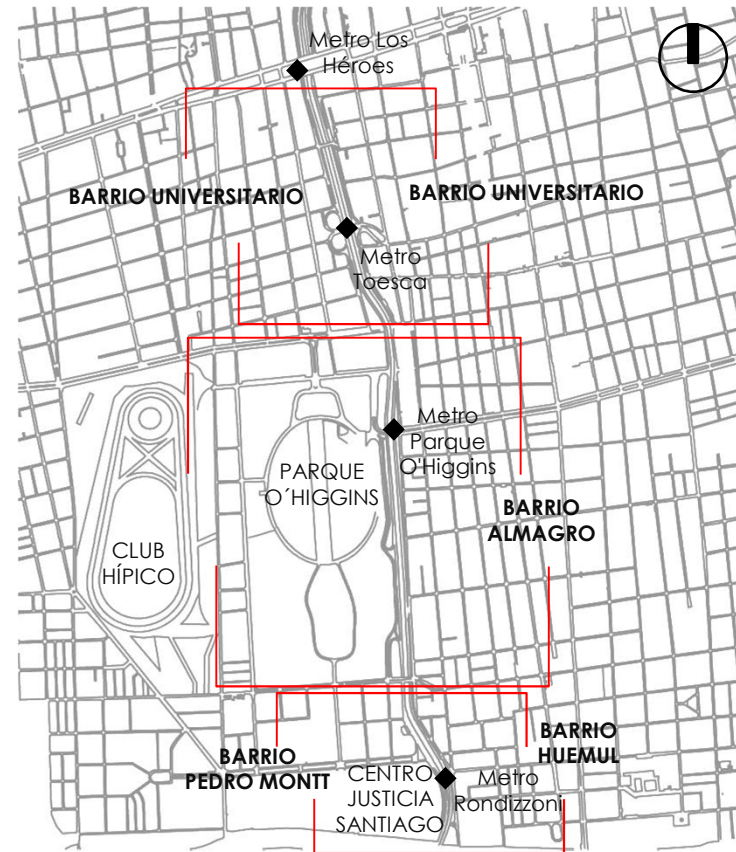 Metro Los
Héroes
BARRIO UNIVERSITARIO
BARRIO UNIVERSITARIO
Metro
Toesca
Metro
Parque
O'Higgins
PARQUE
O´HIGGINS
BARRIO
ALMAGRO
CLUB
HÍPICO
BARRIO
HUEMUL
BARRIO
PEDRO MONTT
CENTRO
JUSTICIA
SANTIAGO
Metro
Rondizzoni